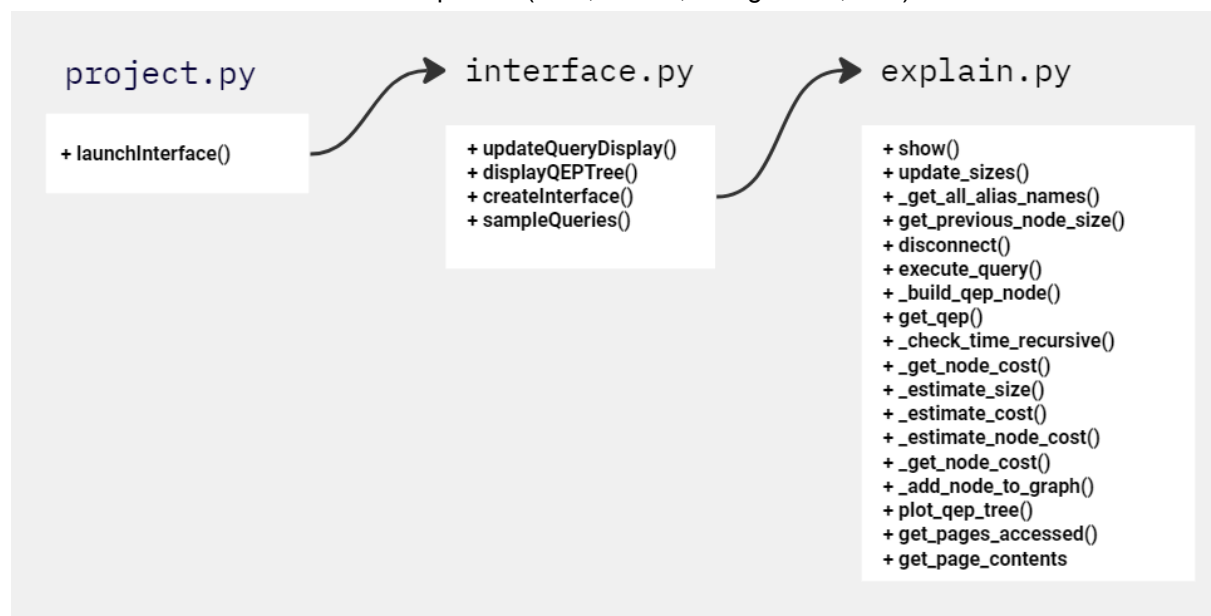 project.py
+ launchInterface()
interface.py
+ updateQueryDisplay()
+ displayQEPTree()
+ createInterface()
+ sampleQueries()
explain.py
+ show()
+ update_sizes()
+ _get_all_alias_names()
+ get_previous_node_size()
+ disconnect()
+ execute_query()
+ _build_qep_node()
+ get_qep()
+ _check_time_recursive()
+ _get_node_cost()
+ _estimate_size()
+ _estimate_cost()
+ _estimate_node_cost()
+ _get_node_cost()
+ _add_node_to_graph()
+ plot_qep_tree()
+ get_pages_accessed()
+ get_page_contents